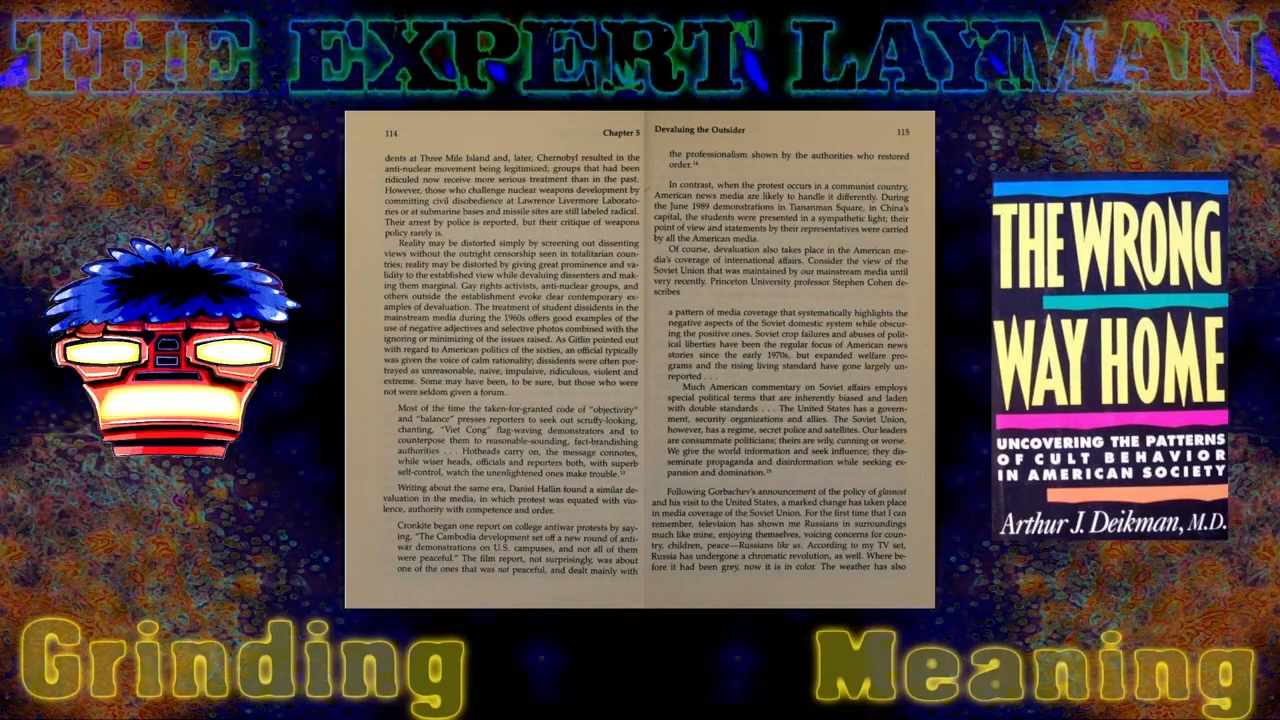 THE EXPERT LAYMAN
114 Chapter 5
dents at Three Mile Island and, later, Chernobyl resulted in the
anti-nuclear movement being legitimized; groups that had been
ridiculed now receive more serious treatment than in the past.
However, those who challenge nuclear weapons development by
committing civil disobedience at Lawrence Livermore Laborato-
ries or at submarine bases and missile sites are still labeled radical.
Their arrest by police is reported, but their critique of weapons
policy rarely is.
Reality may be distorted simply by screening out dissenting
views without the outright censorship seen in totalitarian coun-
tries; reality may be distorted by giving great prominence and va-
lidity to the established view while devaluing dissenters and mak-
ing them marginal. Gay rights activists, anti-nuclear groups, and
others outside the establishment evoke clear contemporary ex-
amples of devaluation. The treatment of student dissidents in the
mainstream media during the 1960s offers good examples of the
use of negative adjectives and selective photos combined with the
ignoring or minimizing of the issues raised. As Gitlin pointed out
with regard to American politics of the sixties, an official typically
was given the voice of calm rationality; dissidents were often por-
trayed as unreasonable, naive, impulsive, ridiculous, violent and
extreme. Some may have been, to be sure, but those who were
not were seldom given a forum.
Most of the time the taken-for-granted code of "objectivity"
and "balance" presses reporters to seek out scruffy-looking,
chanting, "Viet Cong" flag-waving demonstrators and to
counterpose them to reasonable-sounding, fact-brandishing
authorities . . . Hotheads carry on, the message connotes,
while wiser heads, officials and reporters both, with superb
self-control, watch the unenlightened ones make trouble.13
Writing about the same era, Daniel Hallin found a similar de-
valuation in the media, in which protest was equated with vio-
lence, authority with competence and order.
Cronkite began one report on college antiwar protests by say-
ing, "The Cambodia development set off a new round of anti-
war demonstrations on U.S. campuses, and not all of them
were peaceful." The film report, not surprisingly, was about
one of the ones that was not peaceful, and dealt mainly with
Devaluing the Outsider 115
the professionalism shown by the authorities who restored
order.14
In contrast, when the protest occurs in a communist country,
American news media are likely to handle it differently. During
the June 1989 demonstrations in Tiananman Square, in China's
capital, the students were presented in a sympathetic light; their
point of view and statements by their representatives were carried
by all the American media.
Of course, devaluation also takes place in the American me-
dia's coverage of international affairs. Consider the view of the
Soviet Union that was maintained by our mainstream media until
very recently. Princeton University professor Stephen Cohen de-
scribes
a pattern of media coverage that systematically highlights the
negative aspects of the Soviet domestic system while obscur-
ing the positive ones. Soviet crop failures and abuses of polit-
ical liberties have been the regular focus of American news
stories since the early 1970s, but expanded welfare pro-
grams and the rising living standard have gone largely un-
reported . . .
Much American commentary on Soviet affairs employs
special political terms that are inherently biased and laden
with double standards . . . The United States has a govern-
ment, security organizations and allies. The Soviet Union,
however, has a regime, secret police and satellites. Our leaders
are consummate politicians; theirs are wily, cunning or worse.
We give the world information and seek influence; they dis-
seminate propaganda and disinformation while seeking ex-
pansion and domination.15
Following Gorbachev's announcement of the policy of glasnost
and his visit to the United States, a marked change has taken place
in media coverage of the Soviet Union. For the first time that I can
remember, television has shown me Russians in surroundings
much like mine, enjoying themselves, voicing concerns for coun-
try, children, peace—Russians like us. According to my TV set,
Russia has undergone a chromatic revolution, as well. Where be-
fore it had been grey, now it is in color. The weather has also
THE WRONG
WAY HOME
UNCOVERING THE PATTERNS
OF CULT BEHAVIOR
IN AMERICAN SOCIETY
Arthur J. Deikman, M.D.
Grinding Meaning